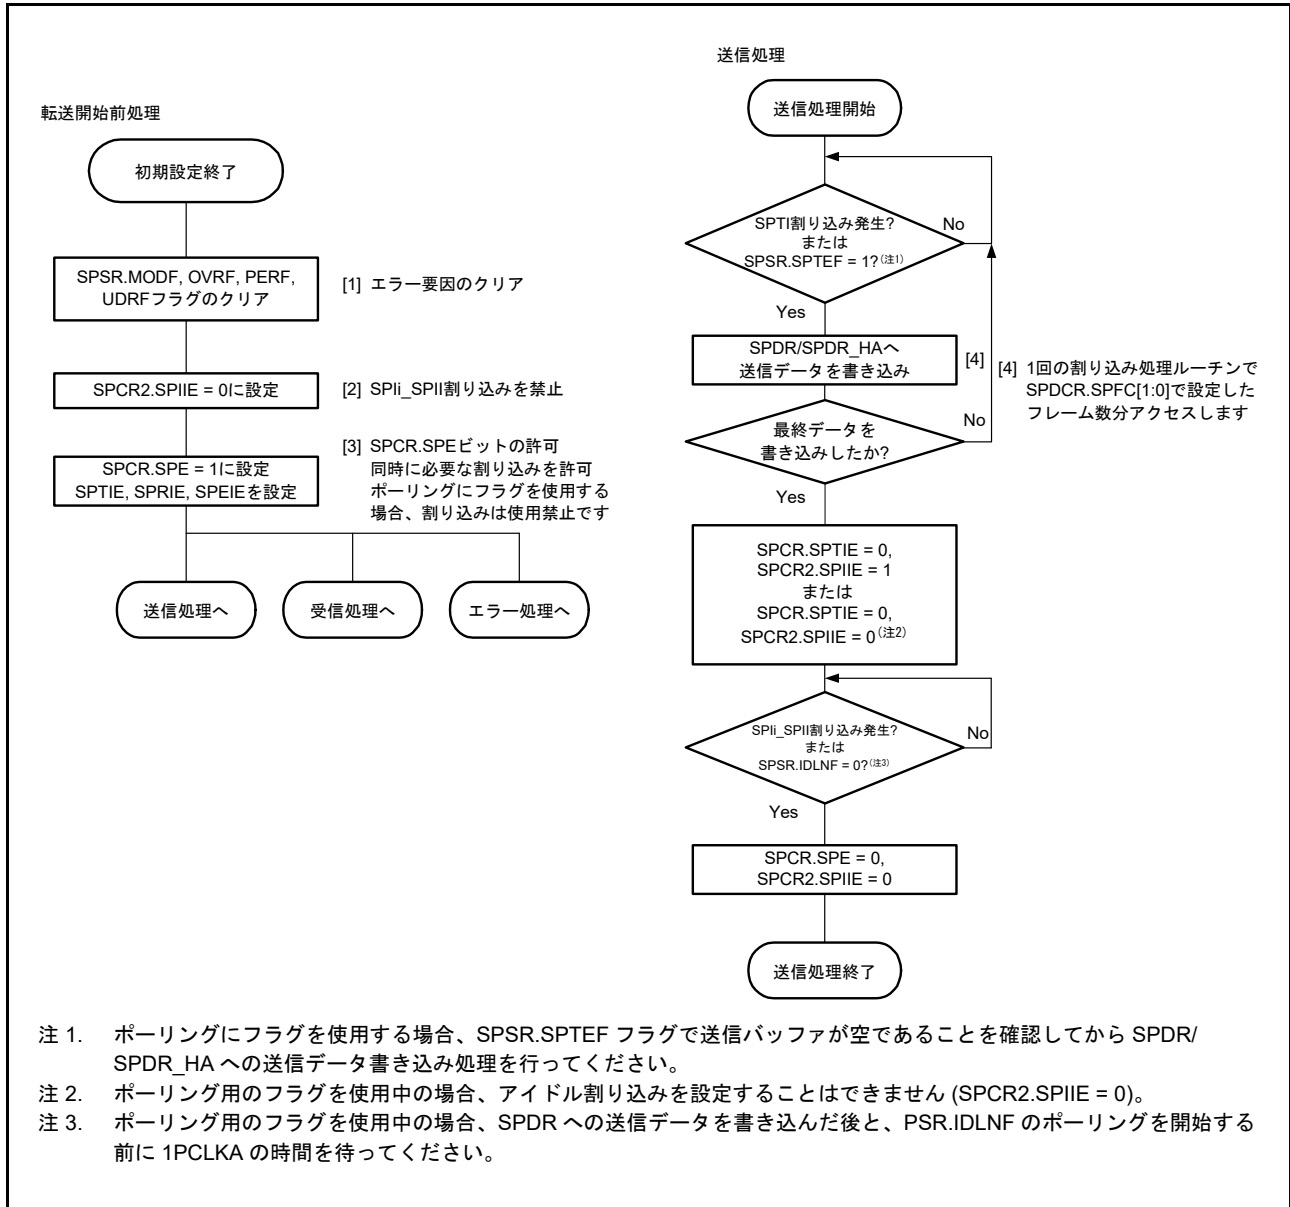 転送開始前処理
初期設定終了
SPSR.MODF, OVRF, PERF,
UDRFフラグのクリア
[1] エラー要因のクリア
SPCR2.SPIIE = 0に設定
[2] SPIi_SPII割り込みを禁止
SPCR.SPE = 1に設定
SPTIE, SPRIE, SPEIEを設定
[3] SPCR.SPEビットの許可
同時に必要な割り込みを許可
ポーリングにフラグを使用する
場合、割り込みは使用禁止です
送信処理へ
受信処理へ
エラー処理へ
送信処理
送信処理開始
SPTI割り込み発生?
または
SPSR.SPTEF = 1?(注1)
No
Yes
SPDR/SPDR_HAへ
送信データを書き込み
[4]
[4] 1回の割り込み処理ルーチンで
SPDCR.SPFC[1:0]で設定した
フレーム数分アクセスします
最終データを
書き込みしたか?
No
Yes
SPCR.SPTIE = 0,
SPCR2.SPIIE = 1
または
SPCR.SPTIE = 0,
SPCR2.SPIIE = 0(注2)
SPIi_SPII割り込み発生?
または
SPSR.IDLNF = 0?(注3)
No
Yes
SPCR.SPE = 0,
SPCR2.SPIIE = 0
送信処理終了
注 1. ポーリングにフラグを使用する場合、SPSR.SPTEF フラグで送信バッファが空であることを確認してから SPDR/
SPDR_HA への送信データ書き込み処理を行ってください。
注 2. ポーリング用のフラグを使用中の場合、アイドル割り込みを設定することはできません (SPCR2.SPIIE = 0)。
注 3. ポーリング用のフラグを使用中の場合、SPDR への送信データを書き込んだ後と、PSR.IDLNF のポーリングを開始する
前に 1PCLKA の時間を待ってください。